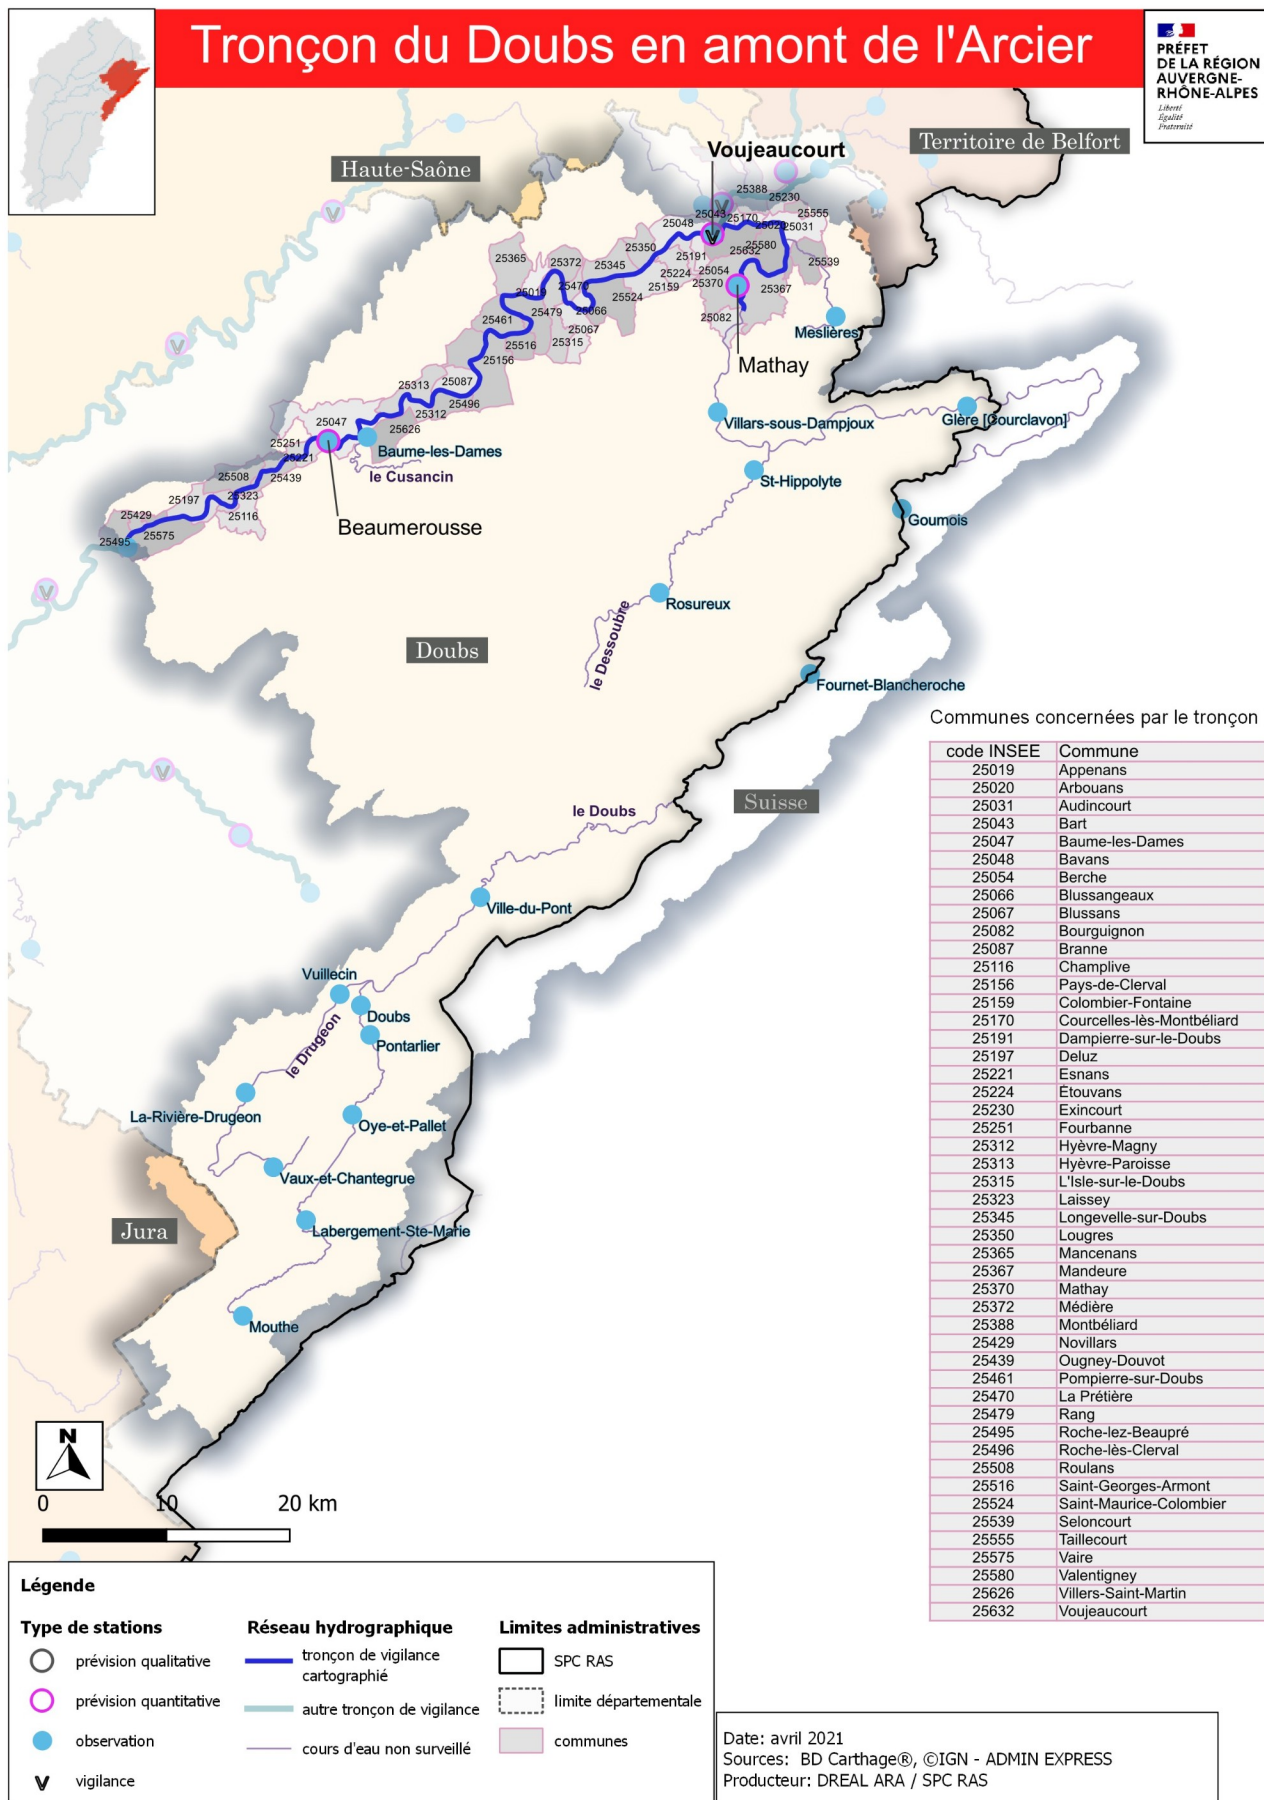 Tronçon du Doubs en amont de l'Arcier
PRÉFET
DE LA RÉGION
AUVERGNE-
RHÔNE-ALPES
Liberté
Égalité
Fraternité
Territoire de Belfort
Haute-Saône
Voujeaucourt
25388
25230
25043
25170
25555
25048
25031
25350
25580
25632
25365
25372
25345
25191
25539
25054
25224
25370
25159
25367
25470
25019
25524
25479
25066
25461
25082
25067
25516
25315
Meslières
25156
Mathay
25313
25087
25496
25312
25047
Villars-sous-Dampjoux
Glère [Courclavon]
25626
25251
Baume-les-Dames
25221
le Cusancin
25508
25439
St-Hippolyte
25197
25323
25429
25116
Beaumerousse
Goumois
25575
25495
Rosureux
le Dessoubre
Doubs
Fournet-Blancheroche
Suisse
le Doubs
Ville-du-Pont
Vuillecin
Doubs
Pontarlier
le Drugeon
La-Rivière-Drugeon
Oye-et-Pallet
Vaux-et-Chantegrue
Labergement-Ste-Marie
Jura
Mouthe
N
0 10 20 km
Communes concernées par le tronçon
code INSEE Commune
25019 Appenans
25020 Arbouans
25031 Audincourt
25043 Bart
25047 Baume-les-Dames
25048 Bavans
25054 Berche
25066 Blussangeaux
25067 Blussans
25082 Bourguignon
25087 Branne
25116 Champlive
25156 Pays-de-Clerval
25159 Colombier-Fontaine
25170 Courcelles-lès-Montbéliard
25191 Dampierre-sur-le-Doubs
25197 Deluz
25221 Esnans
25224 Étouvans
25230 Exincourt
25251 Fourbanne
25312 Hyèvre-Magny
25313 Hyèvre-Paroisse
25315 L'Isle-sur-le-Doubs
25323 Laissey
25345 Longevelle-sur-Doubs
25350 Lougres
25365 Mancenans
25367 Mandeure
25370 Mathay
25372 Médière
25388 Montbéliard
25429 Novillars
25439 Ougney-Douvot
25461 Pompierre-sur-Doubs
25470 La Prétière
25479 Rang
25495 Roche-lez-Beaupré
25496 Roche-lès-Clerval
25508 Roulans
25516 Saint-Georges-Armont
25524 Saint-Maurice-Colombier
25539 Seloncourt
25555 Taillecourt
25575 Vaire
25580 Valentigney
25626 Villers-Saint-Martin
25632 Voujeaucourt
Légende
Type de stations
prévision qualitative
prévision quantitative
observation
V vigilance
Réseau hydrographique
tronçon de vigilance
cartographié
autre tronçon de vigilance
cours d'eau non surveillé
Limites administratives
SPC RAS
limite départementale
communes
Date: avril 2021
Sources: BD Carthage®, ©IGN - ADMIN EXPRESS
Producteur: DREAL ARA / SPC RAS